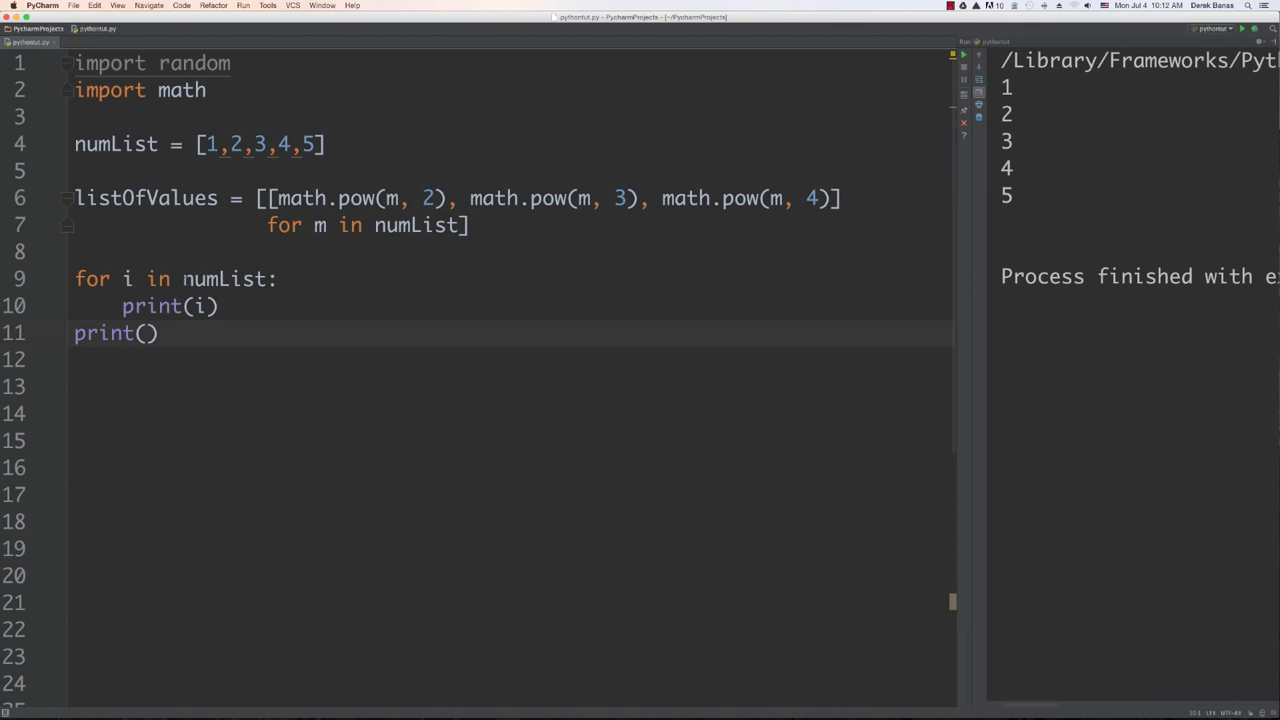 PyCharm File Edit View Navigate Code Refactor Run Tools VCS Window Help
10 Mon Jul 4 10:12 AM Derek Banas
pythontut.py - PycharmProjects - [~/PycharmProjects]
PycharmProjects pythontut.py
pythontut
pythontut.py
Run pythontut
1 import random
2 import math
3
4 numList = [1,2,3,4,5]
5
6 listOfValues = [[math.pow(m, 2), math.pow(m, 3), math.pow(m, 4)]
7 for m in numList]
8
9 for i in numList:
10 print(i)
11 print()
12
13
14
15
16
17
18
19
20
21
22
23
24
/Library/Frameworks/Pyt
1
2
3
4
5
Process finished with e
LF÷ UTF-8÷